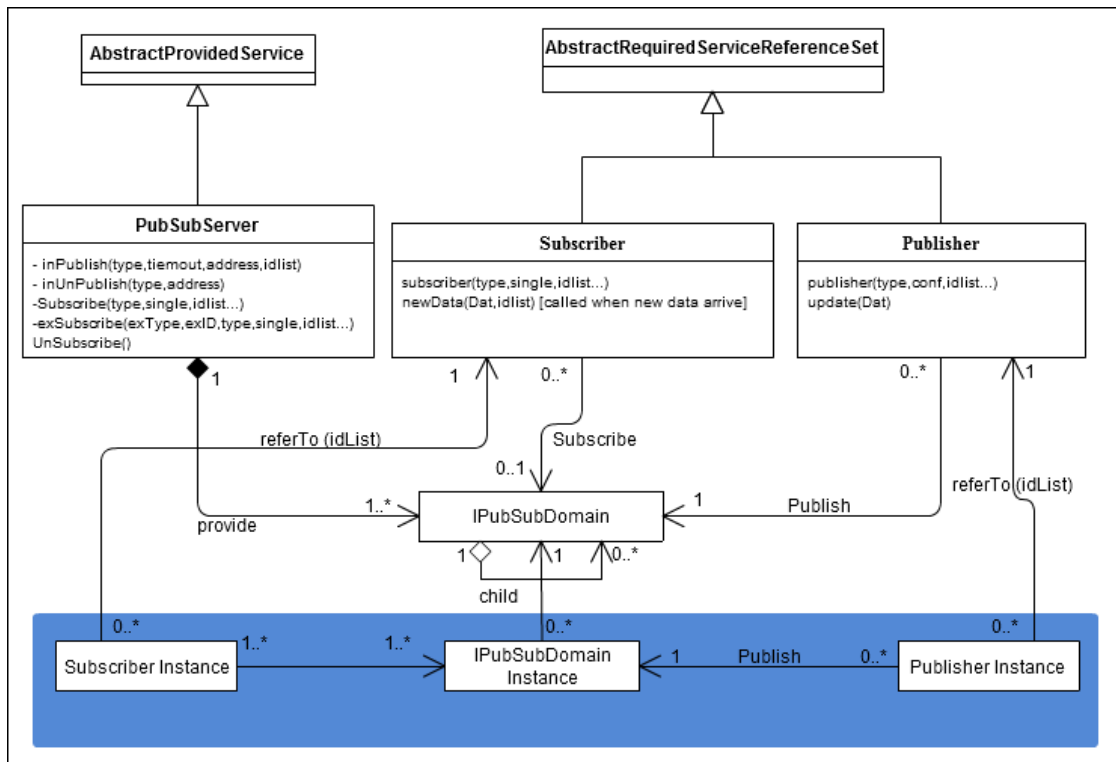 AbstractProvidedService
AbstractRequiredServiceReferenceSet
PubSubServer
- inPublish(type,tiemout,address,idlist)
- inUnPublish(type,address)
-Subscribe(type,single,idlist...)
-exSubscribe(exType,exID,type,single,idlist...)
UnSubscribe()
Subscriber
subscriber(type,single,idlist...)
newData(Dat,idlist) [called when new data arrive]
Publisher
publisher(type,conf,idlist...)
update(Dat)
1
1
0..*
0..*
1
referTo (idList)
Subscribe
0..1
referTo (idList)
1..*
provide
IPubSubDomain
1
Publish
1
1
0..*
child
0..*
0..*
0..*
Subscriber Instance
1..*
1..*
IPubSubDomain
Instance
1
Publish
0..*
Publisher Instance